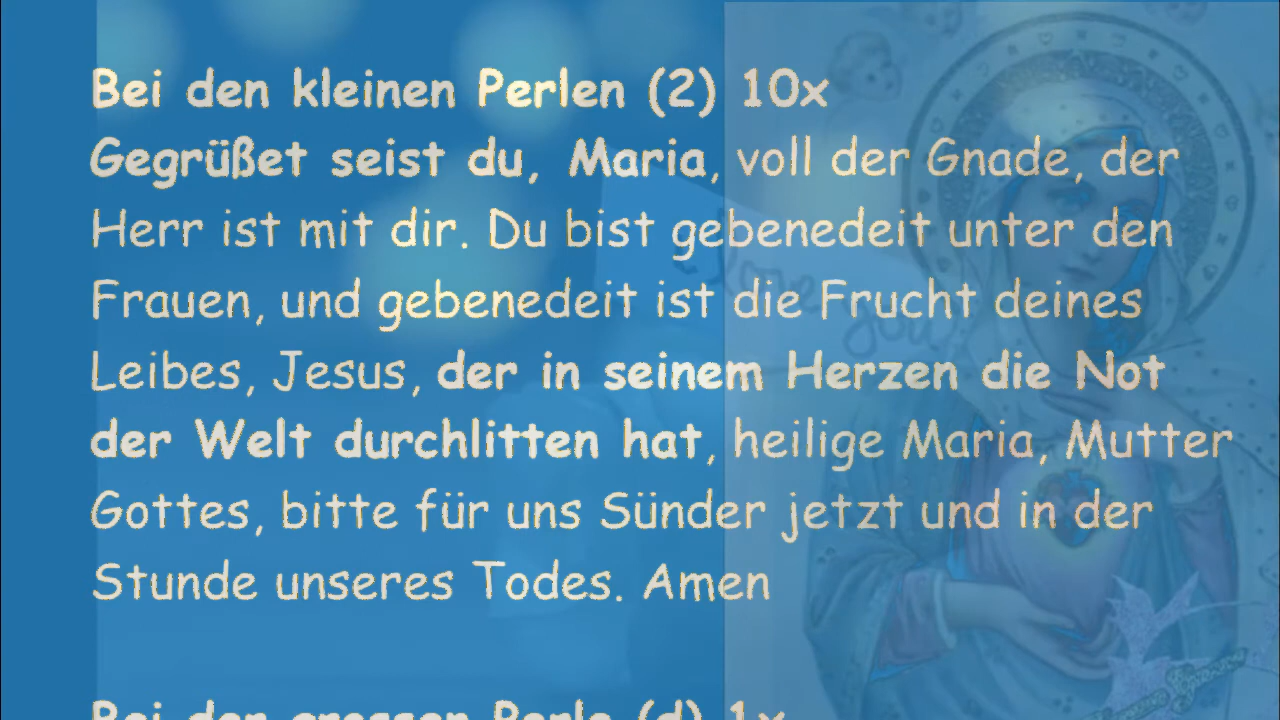 Bei den kleinen Perlen (2) 10x
Gegrüßet seist du, Maria, voll der Gnade, der
Herr ist mit dir. Du bist gebenedeit unter den
Frauen, und gebenedeit ist die Frucht deines
Leibes, Jesus, der in seinem Herzen die Not
der Welt durchlitten hat, heilige Maria, Mutter
Gottes, bitte für uns Sünder jetzt und in der
Stunde unseres Todes. Amen
Bei der grossen Perle (d) 1x